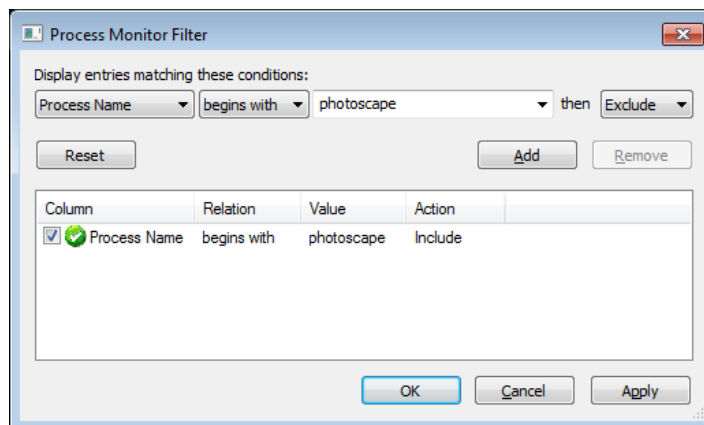 Process Monitor Filter
Display entries matching these conditions:
Process Name begins with photoscape then Exclude
Reset Add Remove
Column Relation Value Action
Process Name begins with photoscape Include
OK Cancel Apply